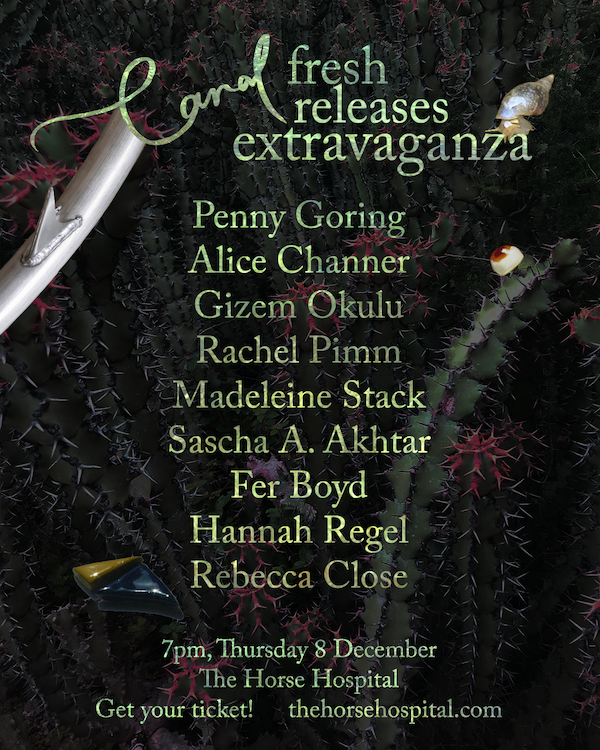 Canal fresh
releases
extravaganza
Penny Goring
Alice Channer
Gizem Okulu
Rachel Pimm
Madeleine Stack
Sascha A. Akhtar
Fer Boyd
Hannah Regel
Rebecca Close
7pm, Thursday 8 December
The Horse Hospital
Get your ticket! thehorsehospital.com